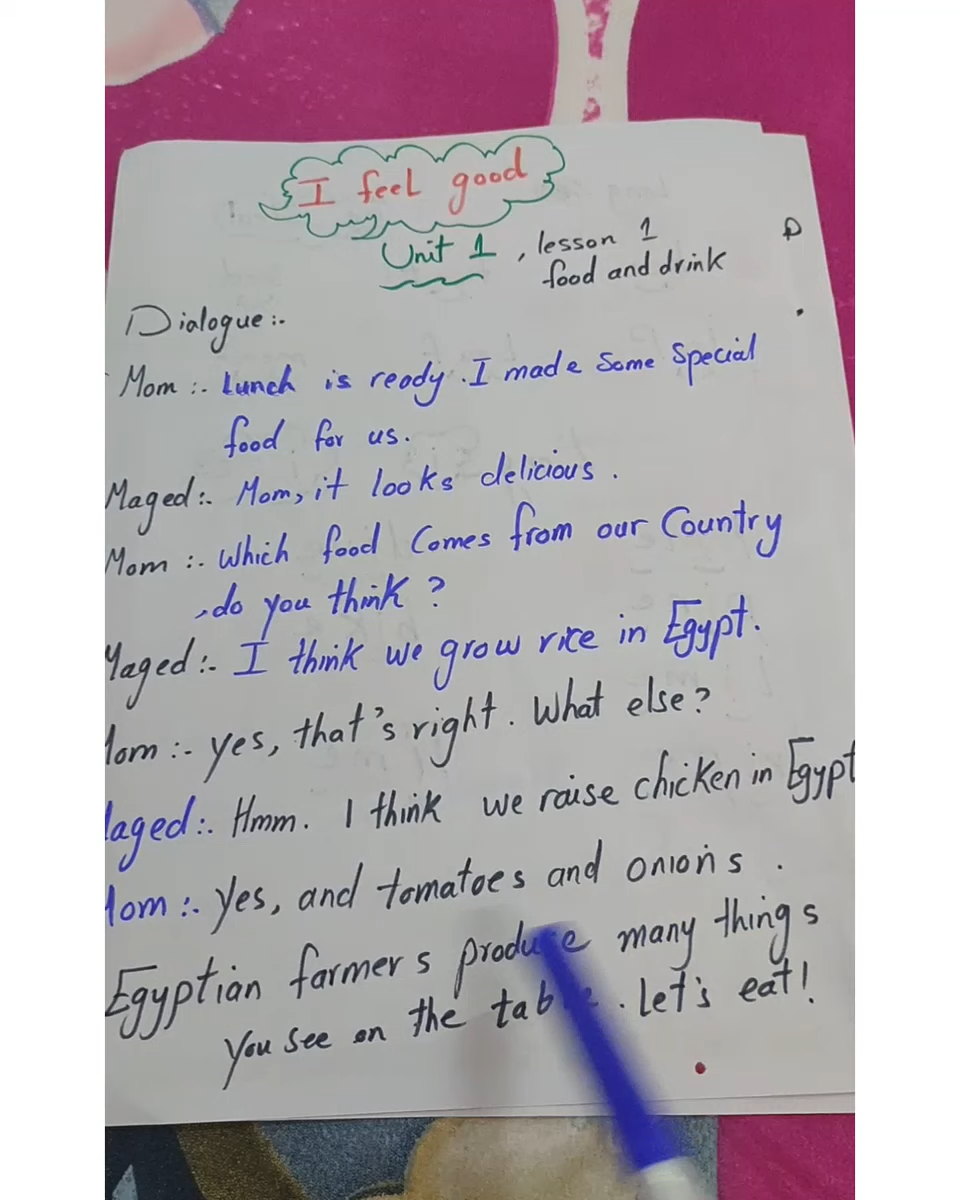 I feel good
Unit 1 , lesson 1
food and drink
Dialogue :-
Mom :- Lunch is ready . I made Some Special
food for us.
Maged :- Mom, it looks delicious .
Mom :- Which food Comes from our Country
, do you think ?
Maged :- I think we grow rice in Egypt.
Mom :- yes, that's right . What else ?
Maged :- Hmm. I think we raise chicken in Egypt
Mom :- Yes, and tomatoes and onions .
Egyptian farmers produce many things
you see on the table . Let's eat !